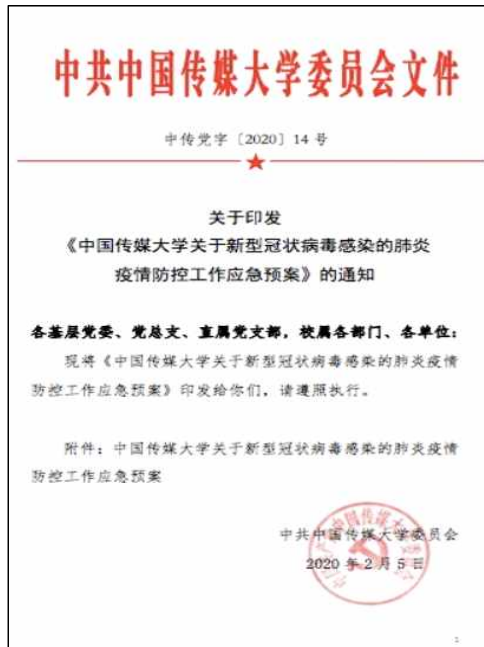 中共中国传媒大学委员会文件
中传党字〔2020〕14 号
关于印发
《中国传媒大学关于新型冠状病毒感染的肺炎
疫情防控工作应急预案》的通知
各基层党委、党总支、直属党支部，校属各部门、各单位：
现将《中国传媒大学关于新型冠状病毒感染的肺炎疫情
防控工作应急预案》印发给你们，请遵照执行。
附件：中国传媒大学关于新型冠状病毒感染的肺炎疫情
防控工作应急预案
中共中国传媒大学委员会
2020 年 2 月 5 日
1